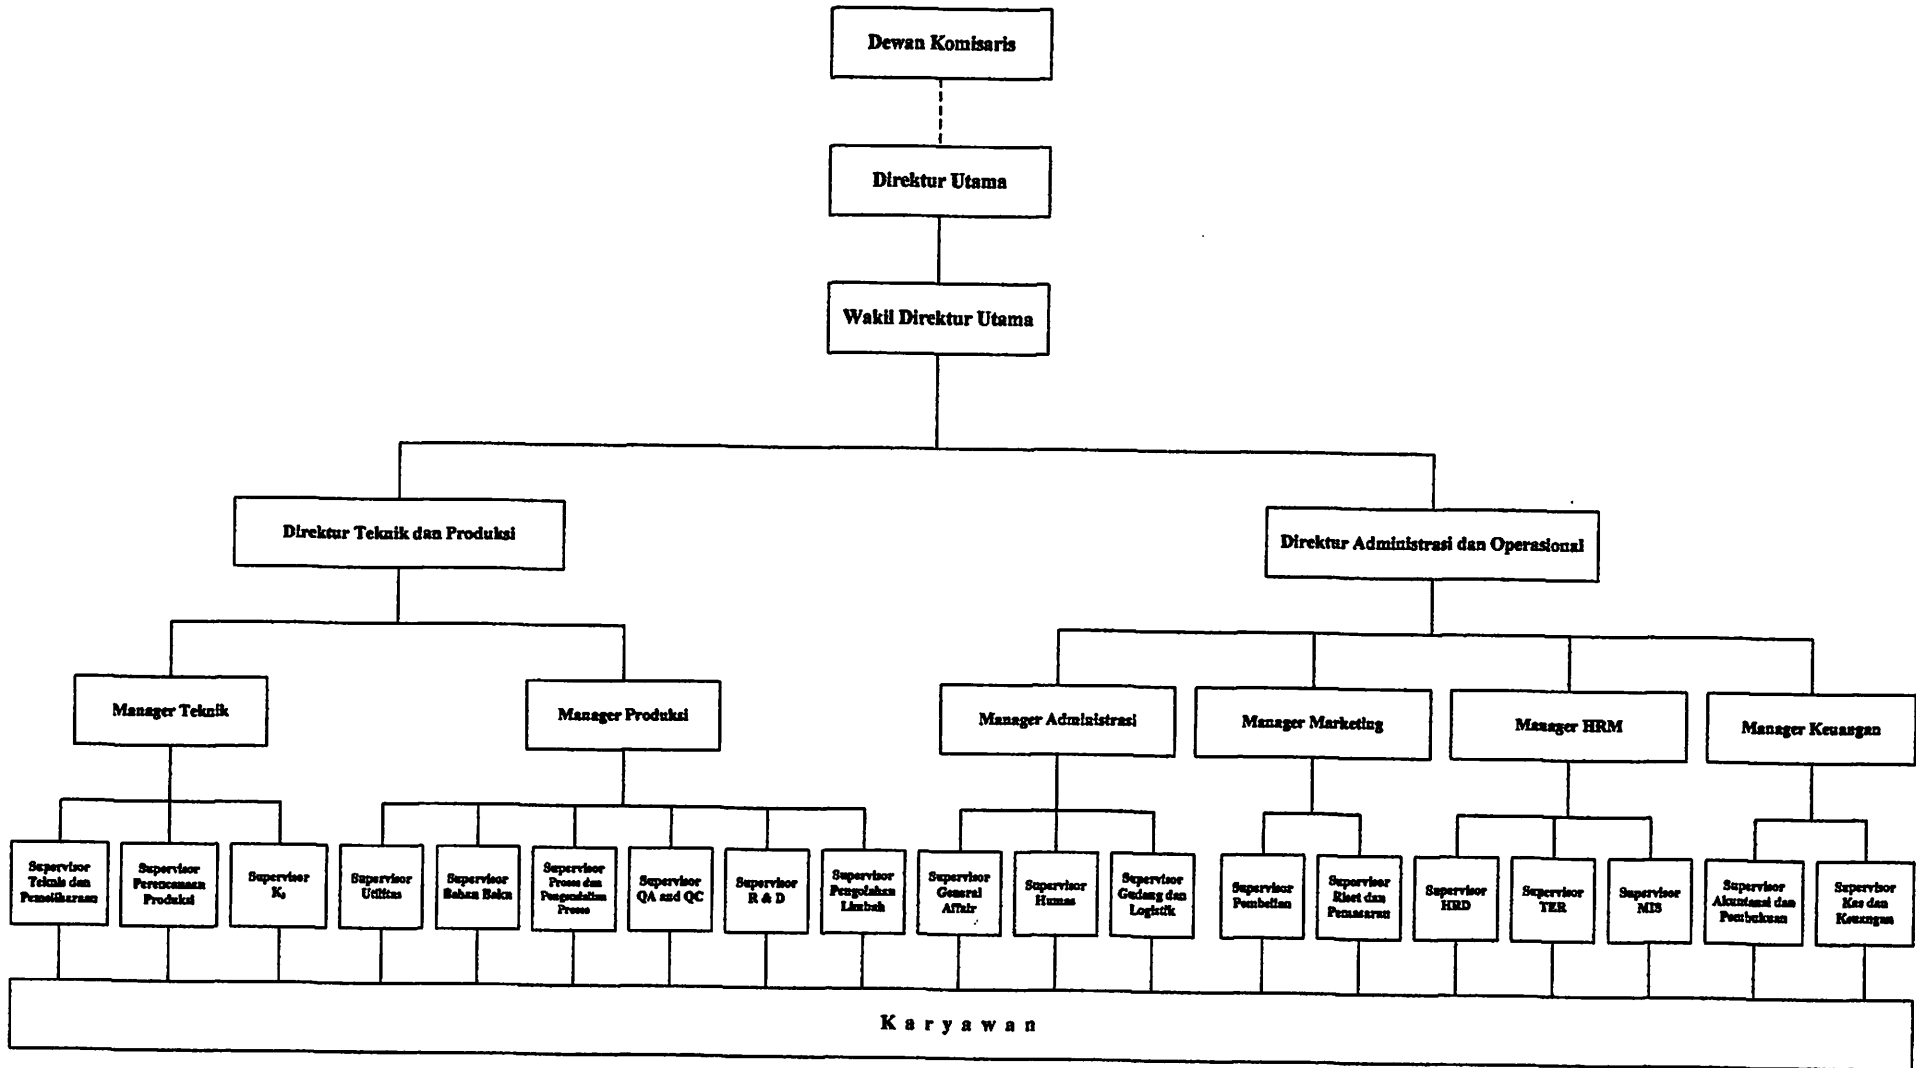 Dewan Komisaris
Direktur Utama
Wakil Direktur Utama
Direktur Teknik dan Produksi
Direktur Administrasi dan Operasional
Manager Teknik
Manager Produksi
Manager Administrasi
Manager Marketing
Manager HRM
Manager Keuangan
Supervisor
Teknis dan
Pemeliharaan
Supervisor
Perencanaan
Produksi
Supervisor
Supervisor
Utilitas
Supervisor
Bahan Baku
Supervisor
Proses dan
Pengendalian
Proses
Supervisor
QA and QC
Supervisor
R & D
Supervisor
Pengolahan
Limbah
Supervisor
General
Affair
Supervisor
Humas
Supervisor
Gudang dan
Logistik
Supervisor
Pembelian
Supervisor
Riset dan
Pemasaran
Supervisor
HRD
Supervisor
TER
Supervisor
MIS
Supervisor
Akuntansi dan
Pembukuan
Supervisor
Kas dan
Keuangan
K a r y a w a n